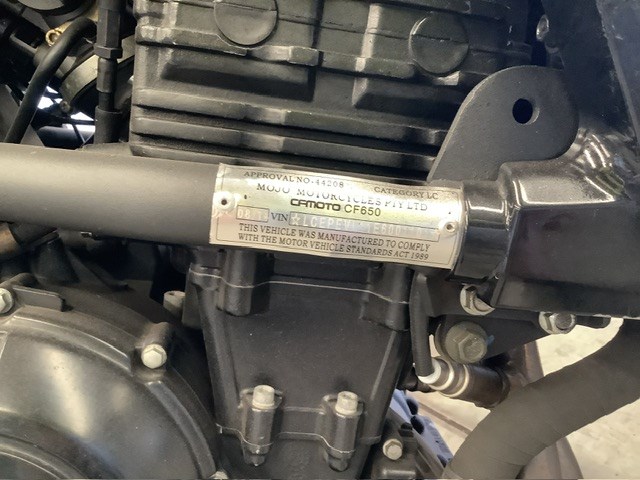 APPROVAL NO-44208 CATEGORY LC
MOJO MOTORCYCLES PTY LTD
CFMOTO CF650
VIN
THIS VEHICLE WAS MANUFACTURED TO COMPLY
WITH THE MOTOR VEHICLE STANDARDS ACT 1989